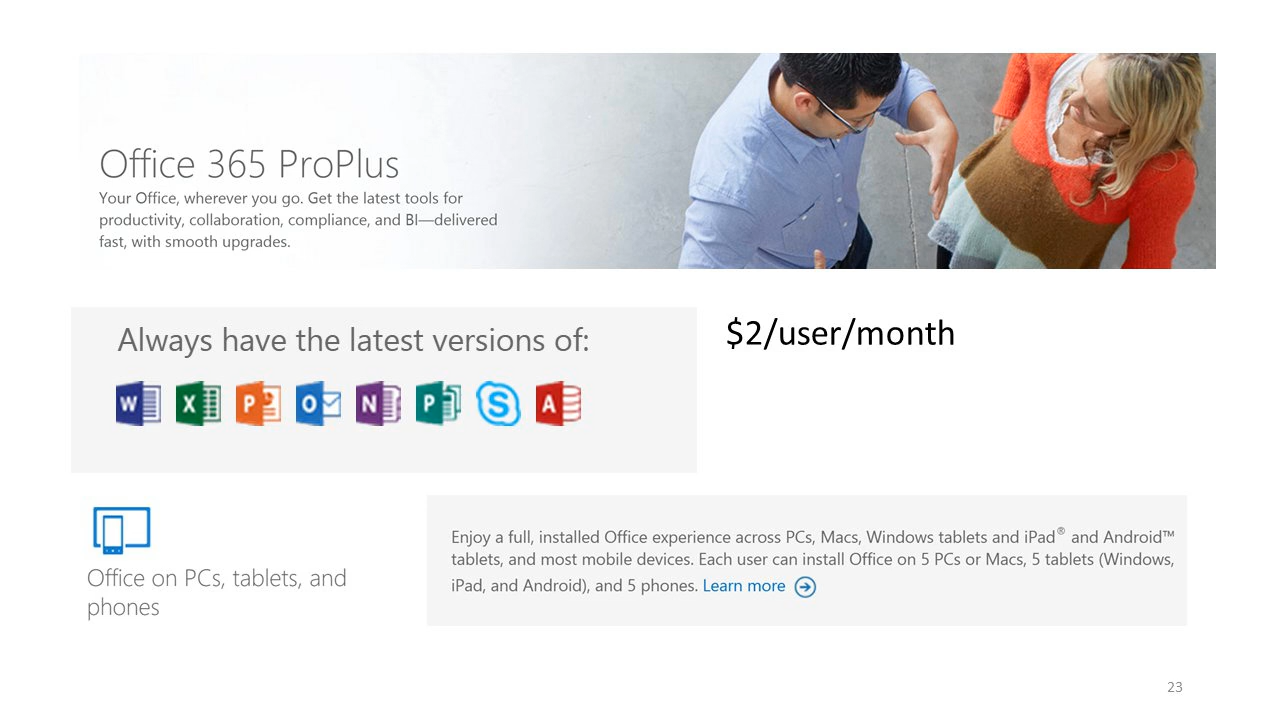 Office 365 ProPlus
Your Office, wherever you go. Get the latest tools for
productivity, collaboration, compliance, and BI—delivered
fast, with smooth upgrades.
Always have the latest versions of:
$2/user/month
W X P O N P S A
Office on PCs, tablets, and
phones
Enjoy a full, installed Office experience across PCs, Macs, Windows tablets and iPad® and Android™
tablets, and most mobile devices. Each user can install Office on 5 PCs or Macs, 5 tablets (Windows,
iPad, and Android), and 5 phones. Learn more
23